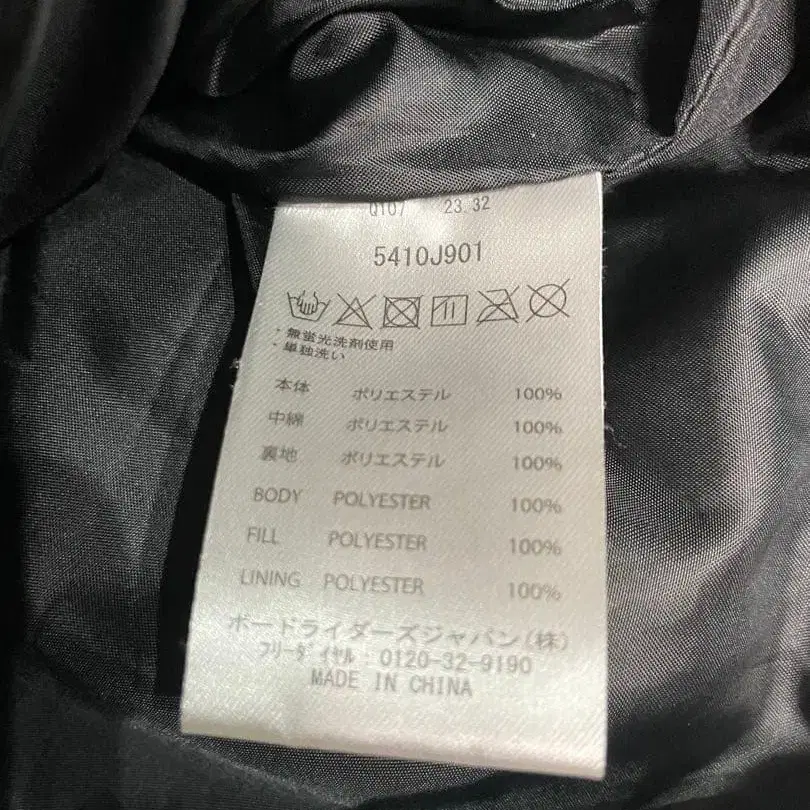 Q107 23.32
5410J901
・無蛍光洗剤使用
・単独洗い
本体 ポリエステル 100%
中綿 ポリエステル 100%
裏地 ポリエステル 100%
BODY POLYESTER 100%
FILL POLYESTER 100%
LINING POLYESTER 100%
ボードライダーズジャパン(株)
フリーダイヤル:0120-32-9190
MADE IN CHINA